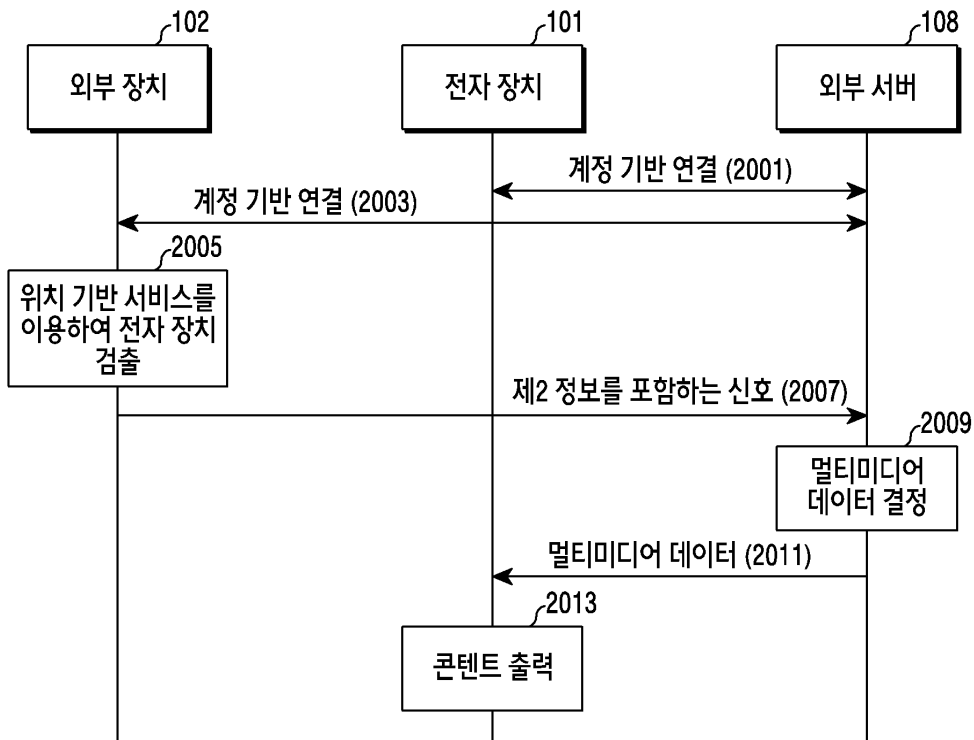 102
101
108
외부 장치
전자 장치
외부 서버
계정 기반 연결 (2001)
계정 기반 연결 (2003)
2005
위치 기반 서비스를
이용하여 전자 장치
검출
제2 정보를 포함하는 신호 (2007)
2009
멀티미디어
데이터 결정
멀티미디어 데이터 (2011)
2013
콘텐트 출력